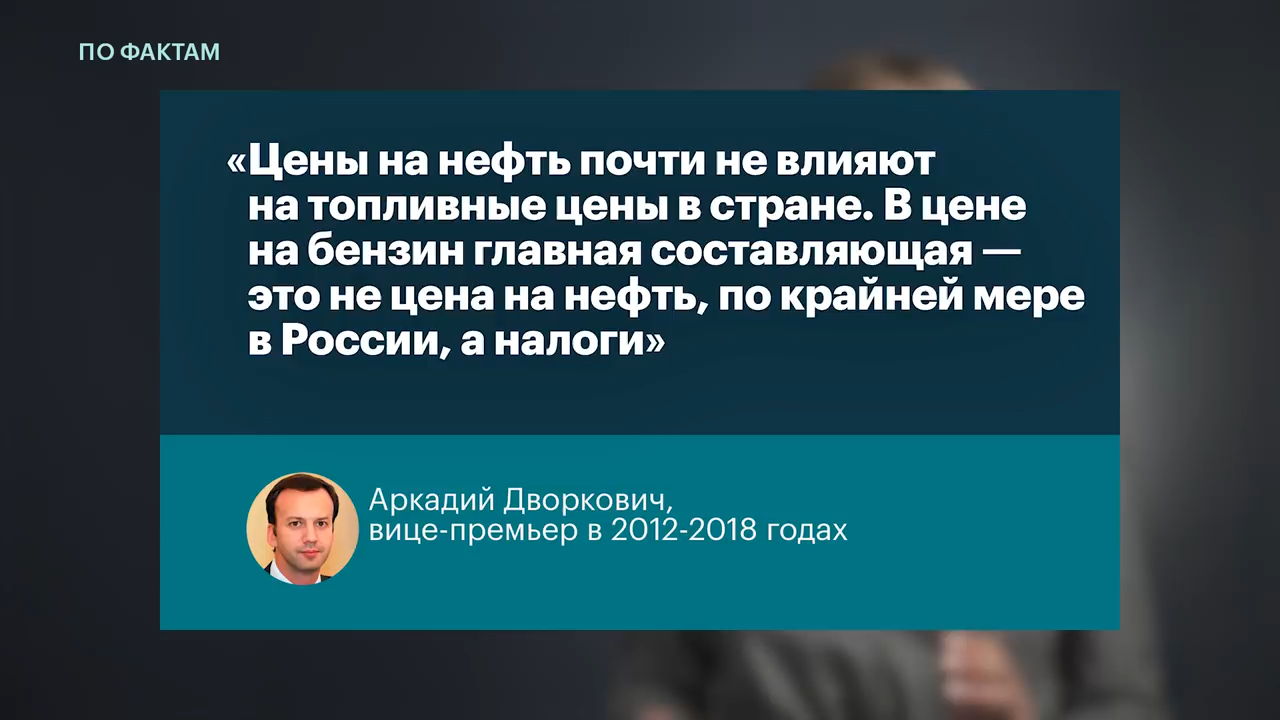 ПО ФАКТАМ
«Цены на нефть почти не влияют
на топливные цены в стране. В цене
на бензин главная составляющая —
это не цена на нефть, по крайней мере
в России, а налоги»
Аркадий Дворкович,
вице-премьер в 2012-2018 годах